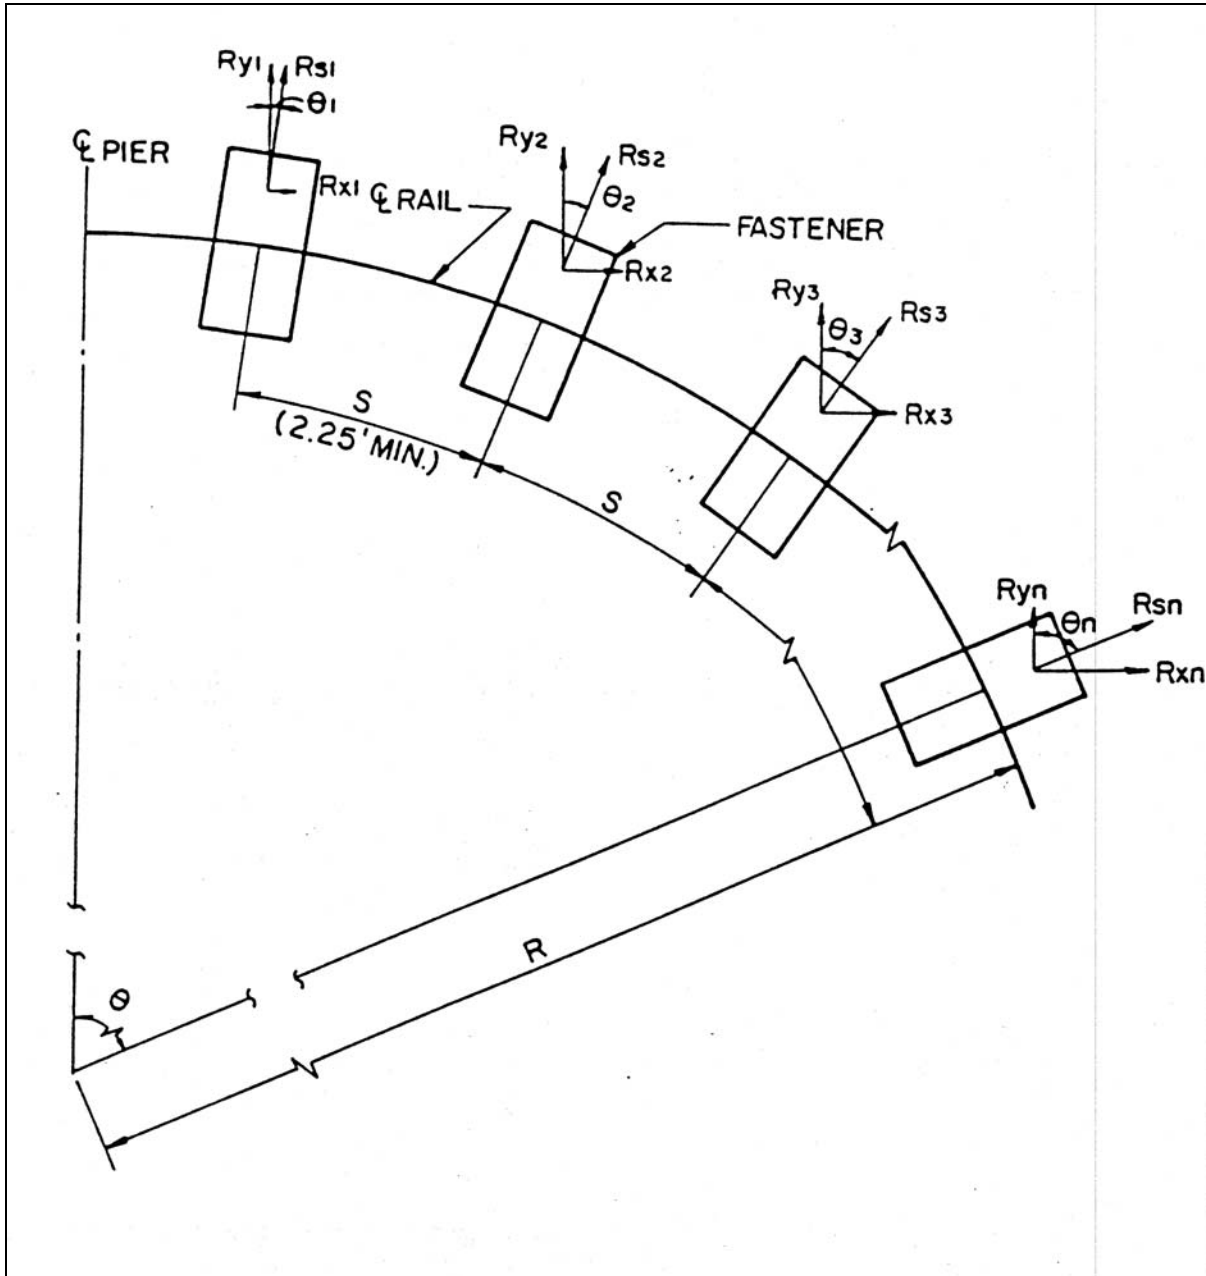 Ry1 Rs1
θ1
℄ PIER
Rx1 ℄ RAIL
Ry2 Rs2
θ2
FASTENER
Rx2
Ry3 Rs3
θ3
Rx3
S
(2.25' MIN.)
S
Ryn Rsn
θn
Rxn
R
θ